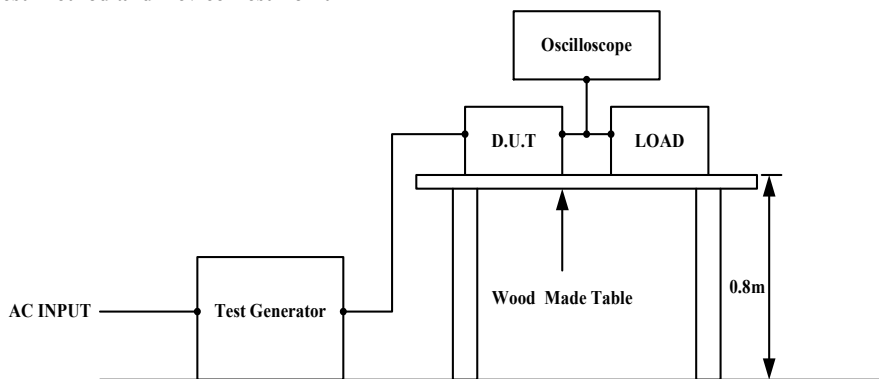 Oscilloscope
D.U.T
LOAD
AC INPUT
Test Generator
Wood Made Table
0.8m